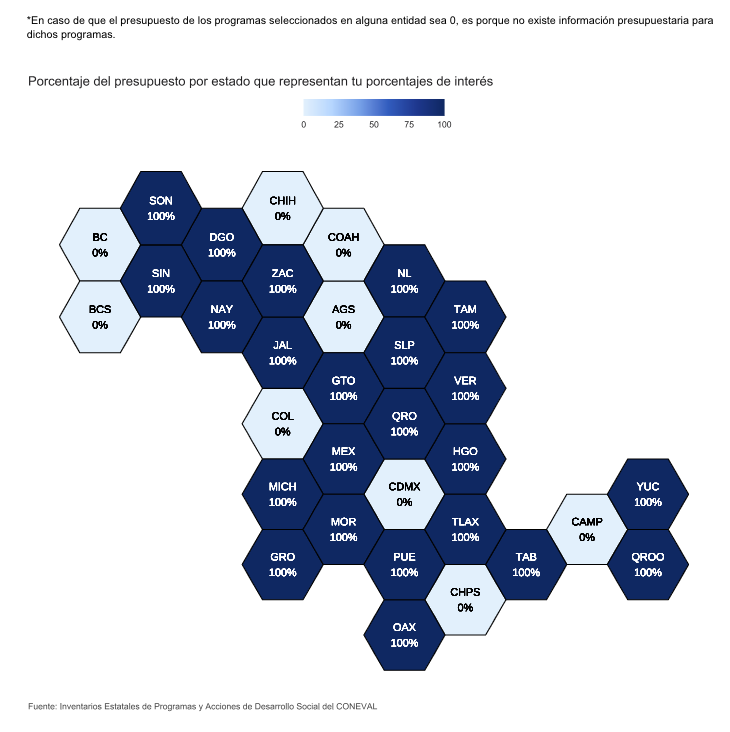 *En caso de que el presupuesto de los programas seleccionados en alguna entidad sea 0, es porque no existe información presupuestaria para
dichos programas.
Porcentaje del presupuesto por estado que representan tu porcentajes de interés
0 25 50 75 100
SON
100%
CHIH
0%
BC
0%
DGO
100%
COAH
0%
SIN
100%
ZAC
100%
NL
100%
BCS
0%
NAY
100%
AGS
0%
TAM
100%
JAL
100%
SLP
100%
GTO
100%
VER
100%
COL
0%
QRO
100%
MEX
100%
HGO
100%
MICH
100%
CDMX
0%
YUC
100%
MOR
100%
TLAX
100%
CAMP
0%
GRO
100%
PUE
100%
TAB
100%
QROO
100%
CHPS
0%
OAX
100%
Fuente: Inventarios Estatales de Programas y Acciones de Desarrollo Social del CONEVAL